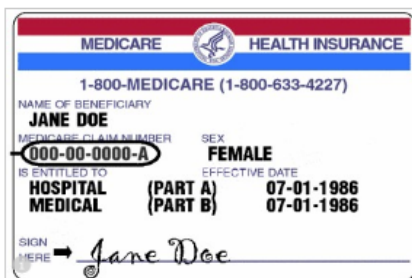 MEDICARE HEALTH INSURANCE
1-800-MEDICARE (1-800-633-4227)
NAME OF BENEFICIARY
JANE DOE
MEDICARE CLAIM NUMBER SEX
000-00-0000-A FEMALE
IS ENTITLED TO EFFECTIVE DATE
HOSPITAL (PART A) 07-01-1986
MEDICAL (PART B) 07-01-1986
SIGN
HERE Jane Doe